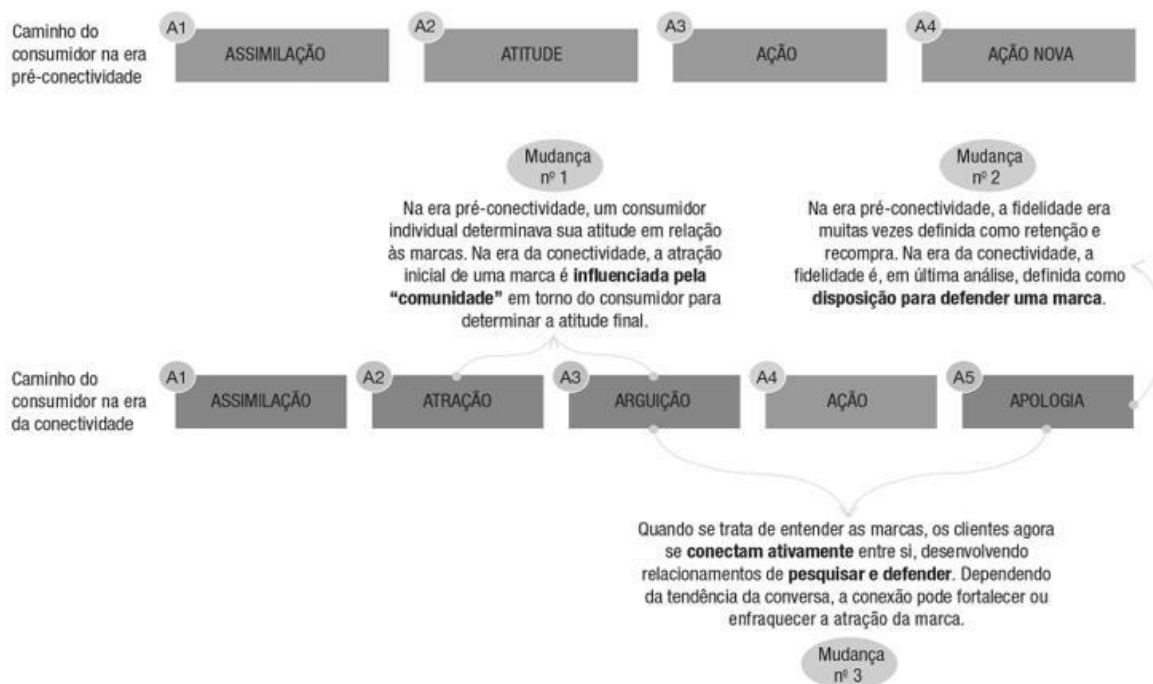 Caminho do
consumidor na era
pré-conectividade
A1
ASSIMILAÇÃO
A2
ATITUDE
A3
AÇÃO
A4
AÇÃO NOVA
Mudança
nº 1
Na era pré-conectividade, um consumidor
individual determinava sua atitude em relação
às marcas. Na era da conectividade, a atração
inicial de uma marca é influenciada pela
“comunidade” em torno do consumidor para
determinar a atitude final.
Mudança
nº 2
Na era pré-conectividade, a fidelidade era
muitas vezes definida como retenção e
recompra. Na era da conectividade, a
fidelidade é, em última análise, definida como
disposição para defender uma marca.
Caminho do
consumidor na era
da conectividade
A1
ASSIMILAÇÃO
A2
ATRAÇÃO
A3
ARGUIÇÃO
A4
AÇÃO
A5
APOLOGIA
Quando se trata de entender as marcas, os clientes agora
se conectam ativamente entre si, desenvolvendo
relacionamentos de pesquisar e defender. Dependendo
da tendência da conversa, a conexão pode fortalecer ou
enfraquecer a atração da marca.
Mudança
nº 3